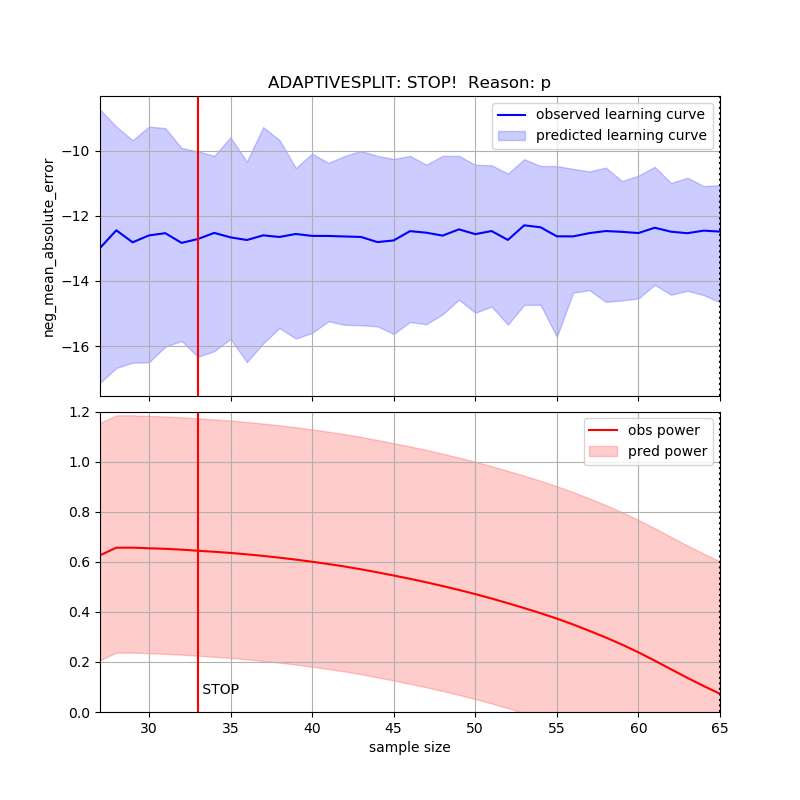 ADAPTIVESPLIT: STOP!  Reason: p
neg_mean_absolute_error
−10
−12
−14
−16
observed learning curve
predicted learning curve
1.2
1.0
0.8
0.6
0.4
0.2
0.0
obs power
pred power
STOP
30 35 40 45 50 55 60 65
sample size